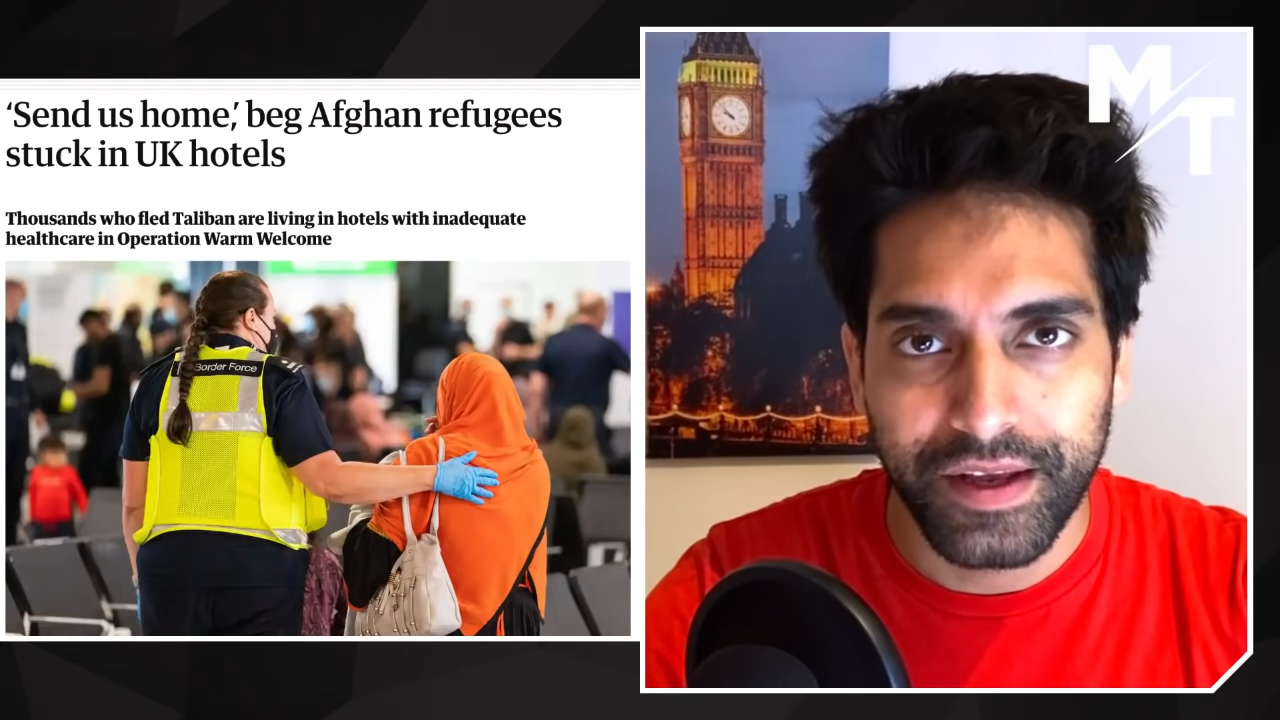 ‘Send us home,’ beg Afghan refugees
stuck in UK hotels
Thousands who fled Taliban are living in hotels with inadequate
healthcare in Operation Warm Welcome
Border Force
M/T